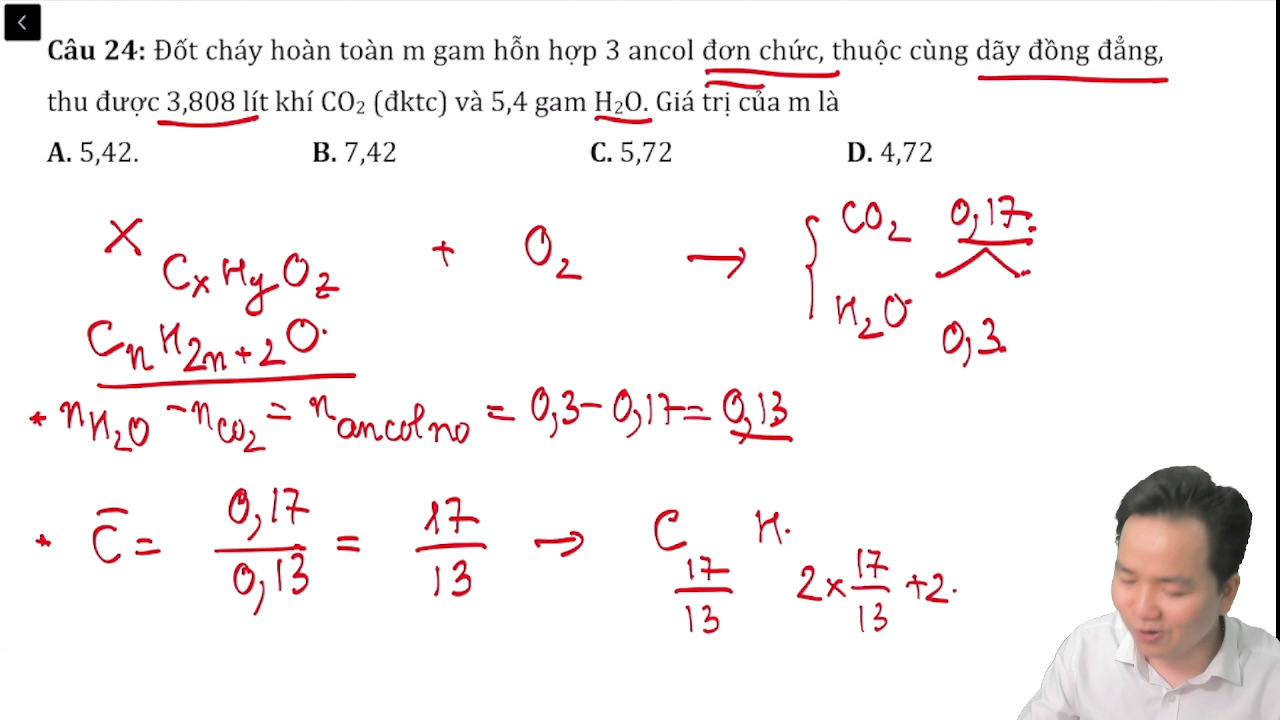 Câu 24: Đốt cháy hoàn toàn m gam hỗn hợp 3 ancol đơn chức, thuộc cùng dãy đồng đẳng,
thu được 3,808 lít khí CO₂ (đktc) và 5,4 gam H₂O. Giá trị của m là
A. 5,42. B. 7,42 C. 5,72 D. 4,72
X CxHyOz + O₂ → { CO₂ 0,17
H₂O 0,3
CnH2n+2O
* nH₂O - nCO₂ = n ancol no = 0,3 - 0,17 = 0,13
* C̄ = 0,17/0,13 = 17/13 → C 17/13 H 2×17/13 +2